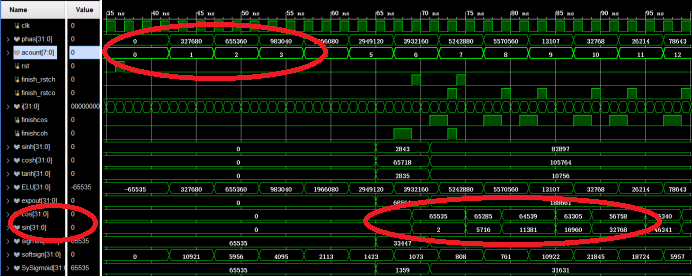 Name Value 35 ns 40 ns 45 ns 50 ns 55 ns 60 ns 65 ns 70 ns 75 ns 80 ns 85 ns 90 ns 95 ns
clk 0
phas[31:0] 0 0 327680 655360 983040 2949120 2932160 5242880 5570560 13107 32768 26214 78643
acount[7:0] 0 0 1 2 3 5 6 7 8 9 10 11 12
rst 0
finish_rstch 0
finish_rstco 0
0 00000000
finishcos 0
finishcoh 0
sinh[31:0] 0 0 2843 82897
cosh[31:0] 0 0 65718 105764
tanh[31:0] 0 0 2835 10756
ELU[31:0] -65535 -65535 327680 655360 983040 1966080 2949120 3932160 5242880 5570560 13107 32768 26214 78643
expout[31:0] 0 0
cos[31:0] 0 0 65535 65285 64539 63305 56758
sin[31:0] 0 0 2 5716 11381 16960 32768
65535 65535 33447
softsign[31:0] 0 0 10921 5956 4095 2113 1423 1073 808 761 10922 21845 18724 5957
SySigmoid[31:0] 65535 65535 1359 31631